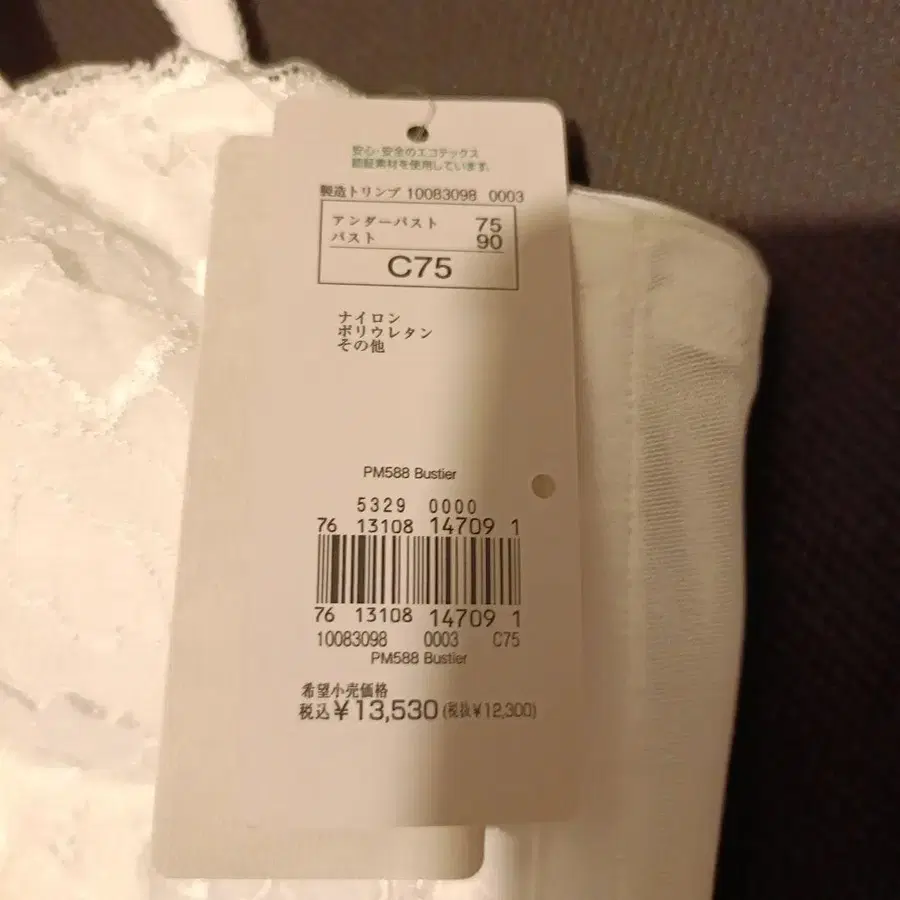 安心・安全のエコテックス
認証素材を使用しています。
製造トリンプ 10083098 0003
アンダーバスト 75
バスト 90
C75
ナイロン
ポリウレタン
その他
PM588 Bustier
5329 0000
76 13108 14709 1
76 13108 14709 1
10083098 0003 C75
PM588 Bustier
希望小売価格
税込¥13,530(税抜¥12,300)